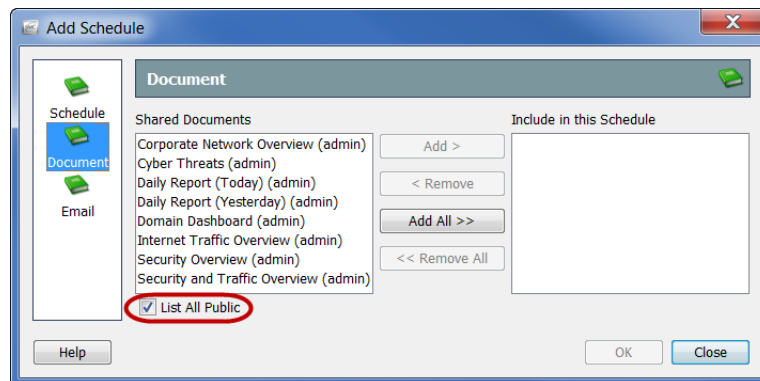 Add Schedule
Document
Schedule
Document
Email
Shared Documents
Corporate Network Overview (admin)
Cyber Threats (admin)
Daily Report (Today) (admin)
Daily Report (Yesterday) (admin)
Domain Dashboard (admin)
Internet Traffic Overview (admin)
Security Overview (admin)
Security and Traffic Overview (admin)
List All Public
Add >
< Remove
Add All >>
<< Remove All
Include in this Schedule
Help
OK
Close